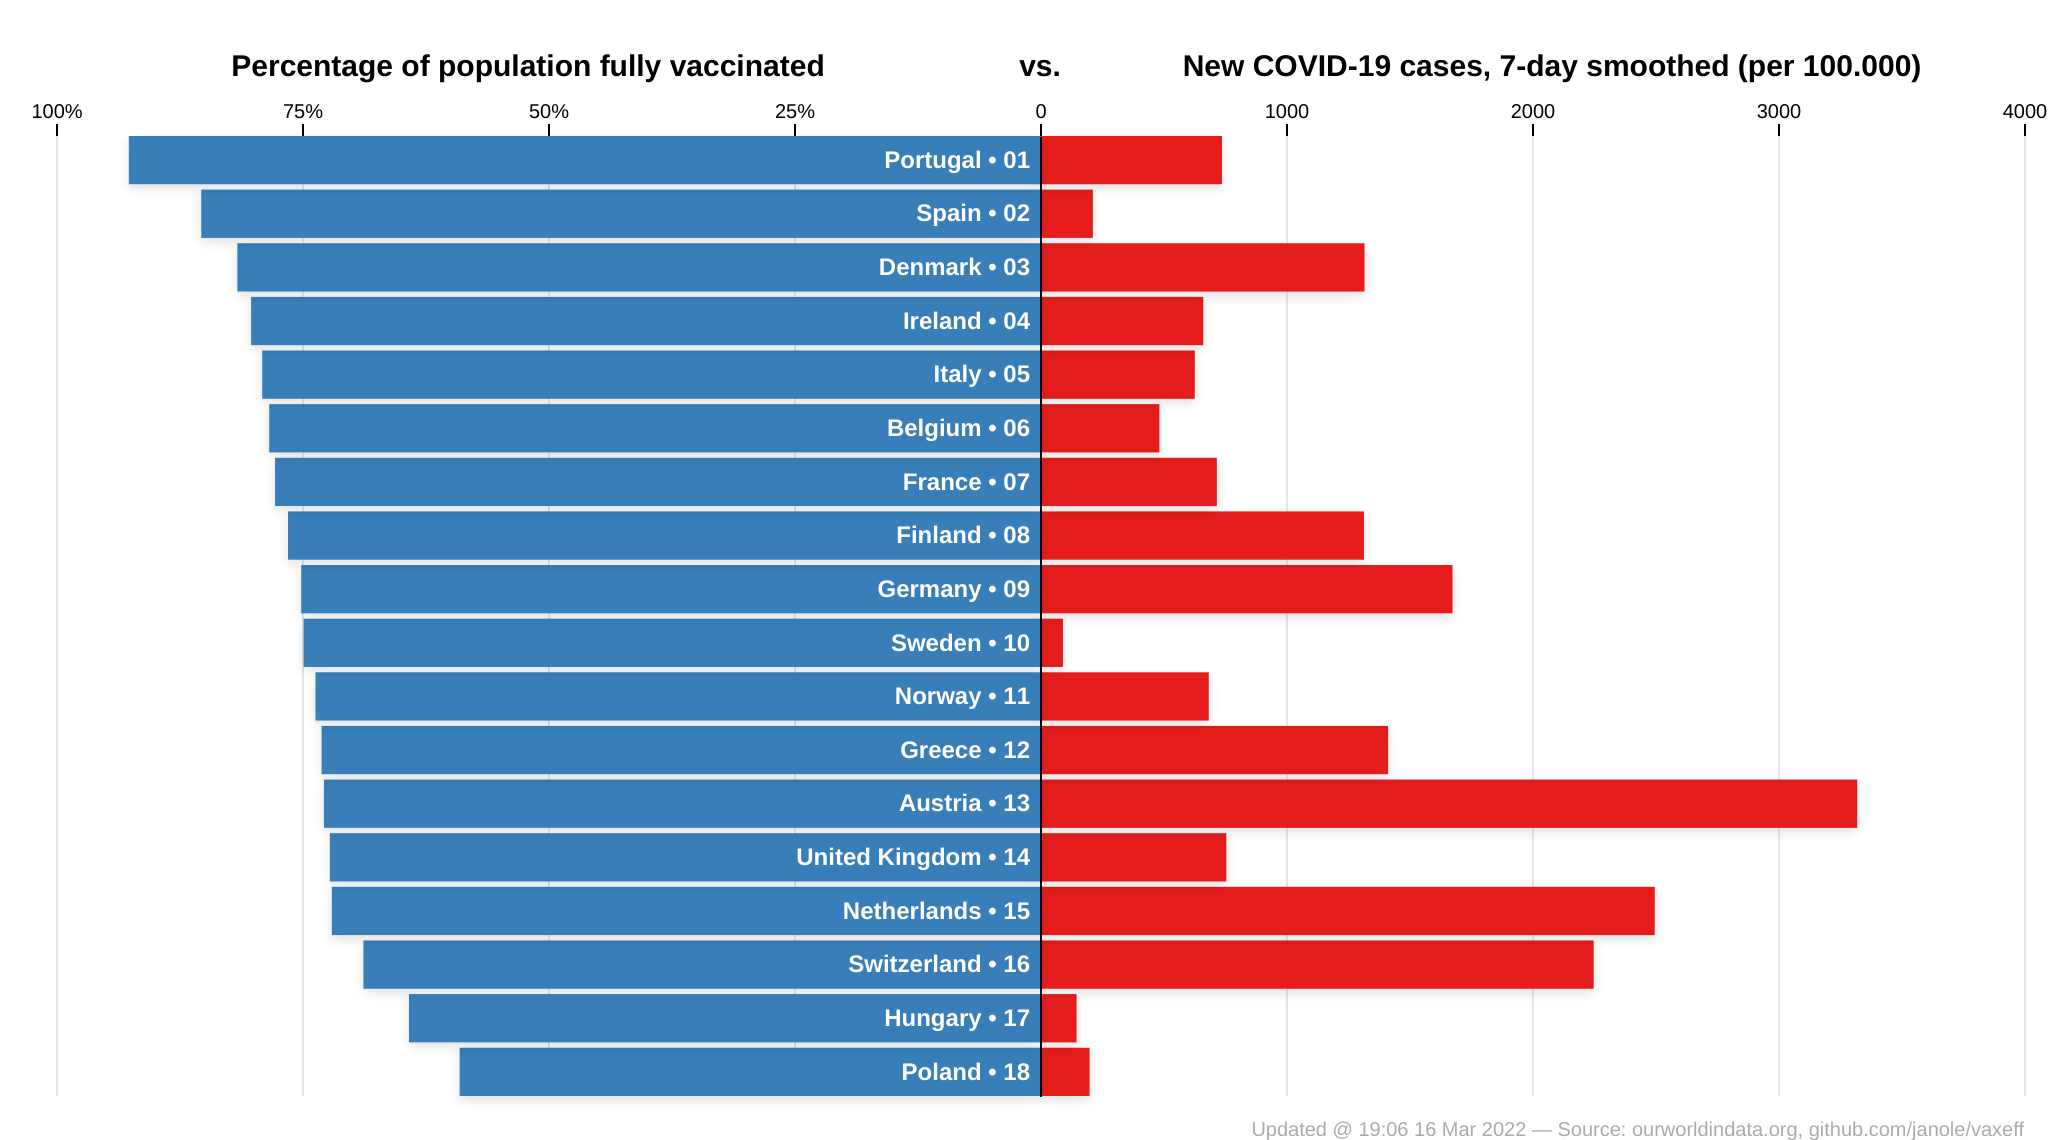 Percentage of population fully vaccinated vs. New COVID-19 cases, 7-day smoothed (per 100.000)
100% 75% 50% 25% 0 1000 2000 3000 4000
Portugal • 01
Spain • 02
Denmark • 03
Ireland • 04
Italy • 05
Belgium • 06
France • 07
Finland • 08
Germany • 09
Sweden • 10
Norway • 11
Greece • 12
Austria • 13
United Kingdom • 14
Netherlands • 15
Switzerland • 16
Hungary • 17
Poland • 18
Updated @ 19:06 16 Mar 2022 — Source: ourworldindata.org, github.com/janole/vaxeff